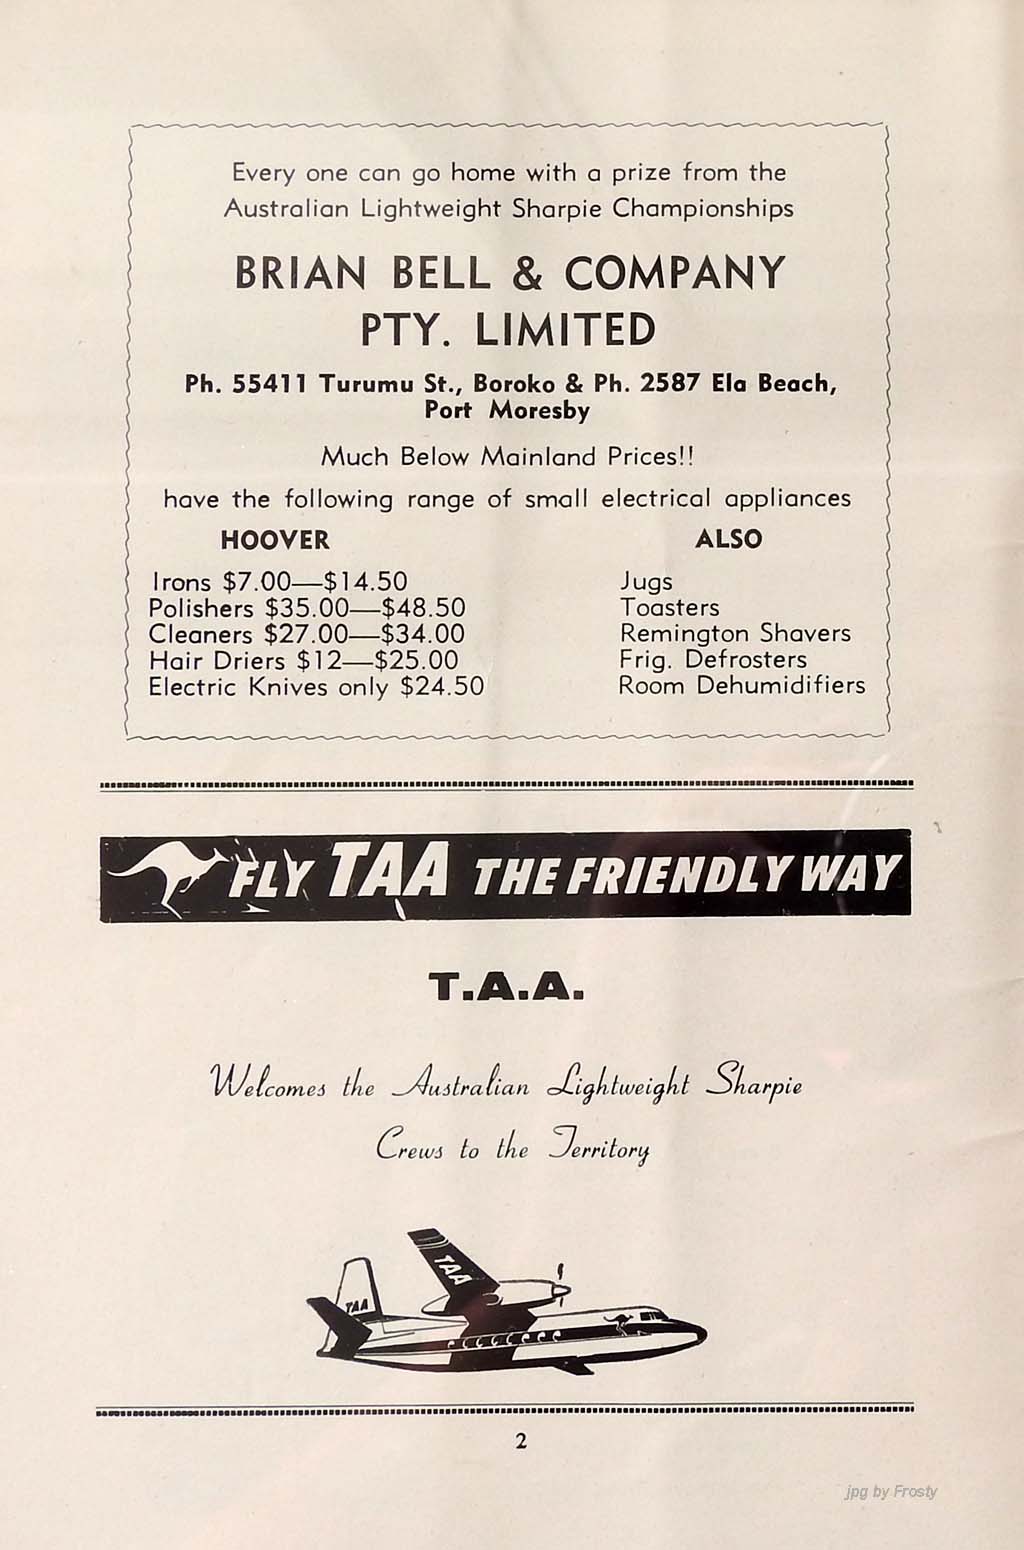 Every one can go home with a prize from the
Australian Lightweight Sharpie Championships
BRIAN BELL & COMPANY
PTY. LIMITED
Ph. 55411 Turumu St., Boroko & Ph. 2587 Ela Beach,
Port Moresby
Much Below Mainland Prices!!
have the following range of small electrical appliances
HOOVER
Irons $7.00—$14.50
Polishers $35.00—$48.50
Cleaners $27.00—$34.00
Hair Driers $12—$25.00
Electric Knives only $24.50
ALSO
Jugs
Toasters
Remington Shavers
Frig. Defrosters
Room Dehumidifiers
FLY TAA THE FRIENDLY WAY
T.A.A.
Welcomes the Australian Lightweight Sharpie
Crews to the Territory
TAA
TAA
2
jpg by Frosty